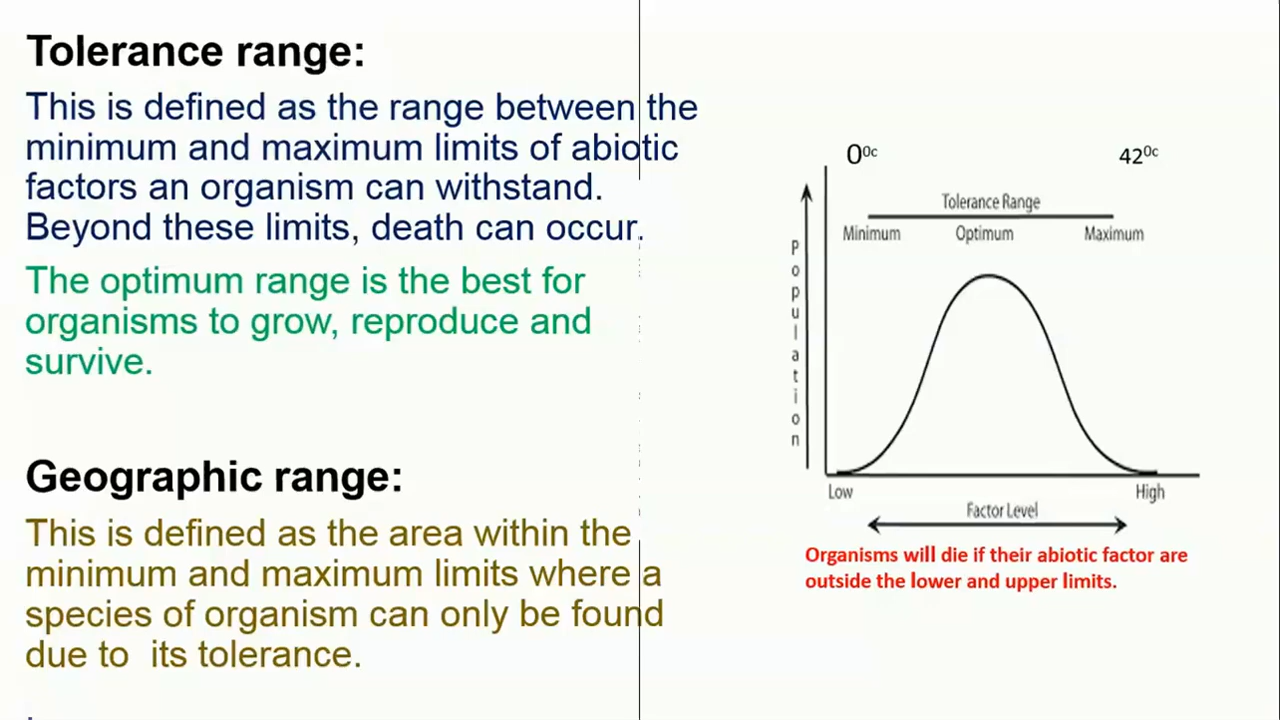 Tolerance range:
This is defined as the range between the
minimum and maximum limits of abiotic
factors an organism can withstand.
Beyond these limits, death can occur.
The optimum range is the best for
organisms to grow, reproduce and
survive.
Geographic range:
This is defined as the area within the
minimum and maximum limits where a
species of organism can only be found
due to its tolerance.
0⁰ᶜ
42⁰ᶜ
Tolerance Range
Minimum Optimum Maximum
Population
Low High
Factor Level
Organisms will die if their abiotic factor are
outside the lower and upper limits.